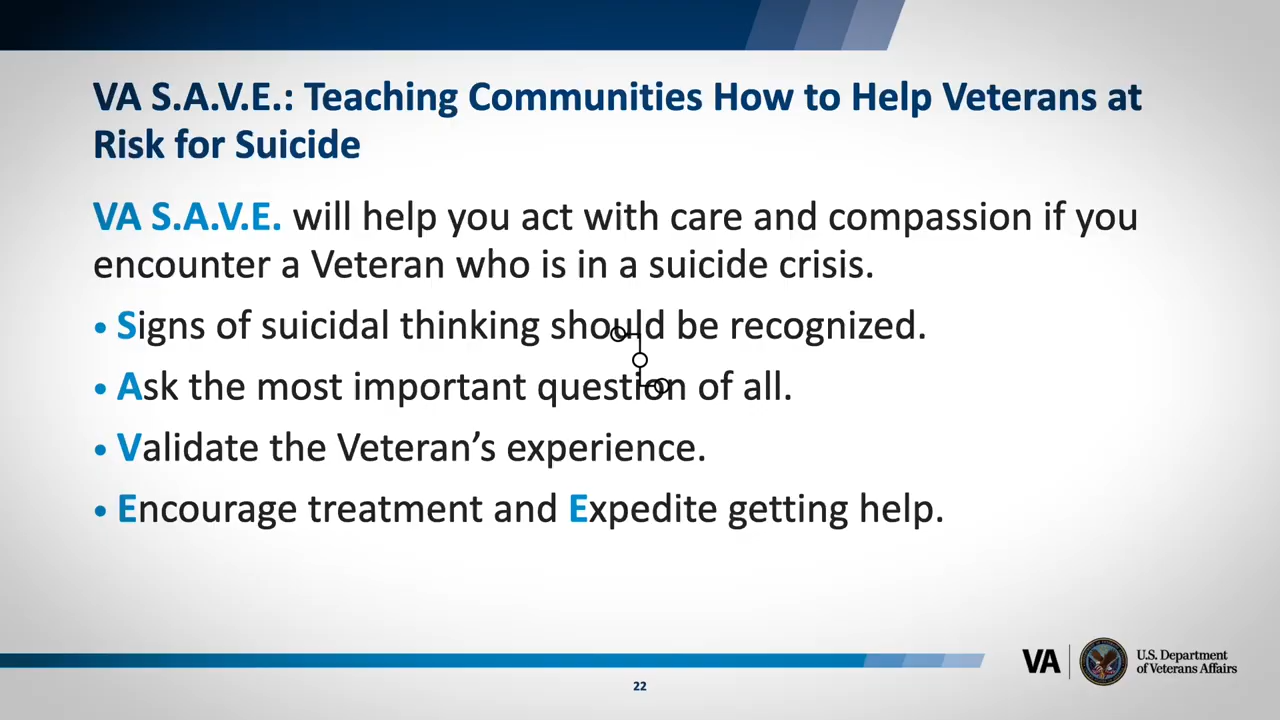 VA S.A.V.E.: Teaching Communities How to Help Veterans at
Risk for Suicide
VA S.A.V.E. will help you act with care and compassion if you
encounter a Veteran who is in a suicide crisis.
• Signs of suicidal thinking should be recognized.
• Ask the most important question of all.
• Validate the Veteran’s experience.
• Encourage treatment and Expedite getting help.
VA
U.S. Department
of Veterans Affairs
22